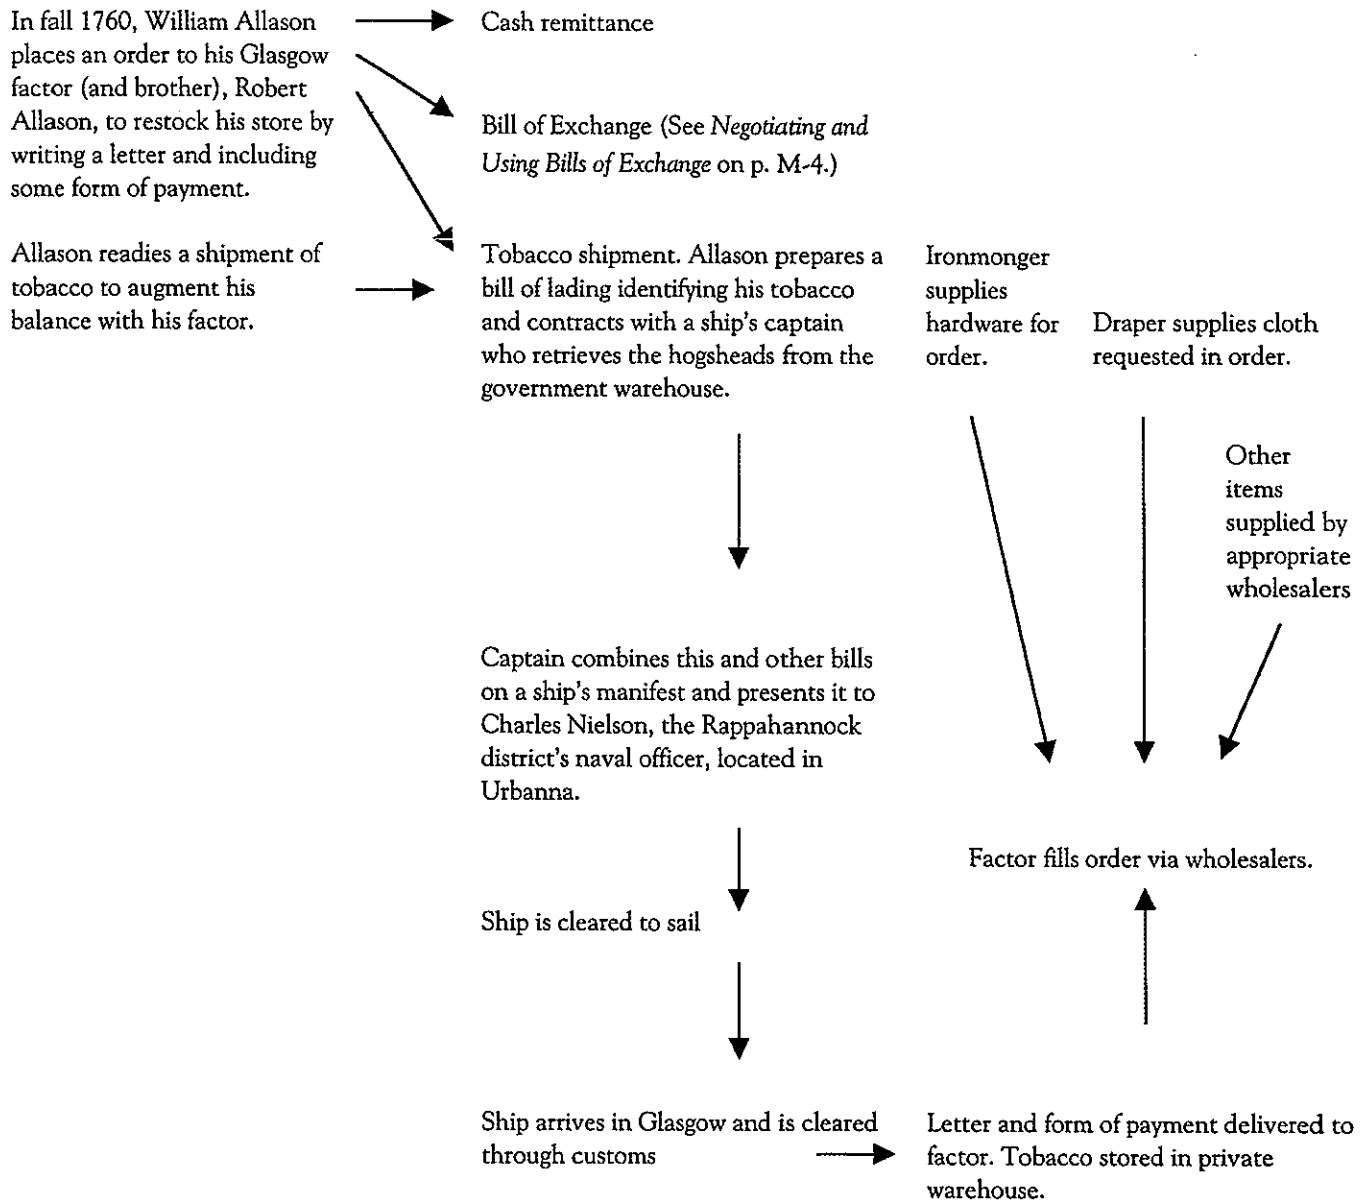 In fall 1760, William Allason
places an order to his Glasgow
factor (and brother), Robert
Allason, to restock his store by
writing a letter and including
some form of payment.
Cash remittance
Bill of Exchange (See Negotiating and
Using Bills of Exchange on p. M-4.)
Allason readies a shipment of
tobacco to augment his
balance with his factor.
Tobacco shipment. Allason prepares a
bill of lading identifying his tobacco
and contracts with a ship's captain
who retrieves the hogsheads from the
government warehouse.
Ironmonger
supplies
hardware for
order.
Draper supplies cloth
requested in order.
Other
items
supplied by
appropriate
wholesalers
Captain combines this and other bills
on a ship's manifest and presents it to
Charles Nielson, the Rappahannock
district's naval officer, located in
Urbanna.
Factor fills order via wholesalers.
Ship is cleared to sail
Ship arrives in Glasgow and is cleared
through customs
Letter and form of payment delivered to
factor. Tobacco stored in private
warehouse.